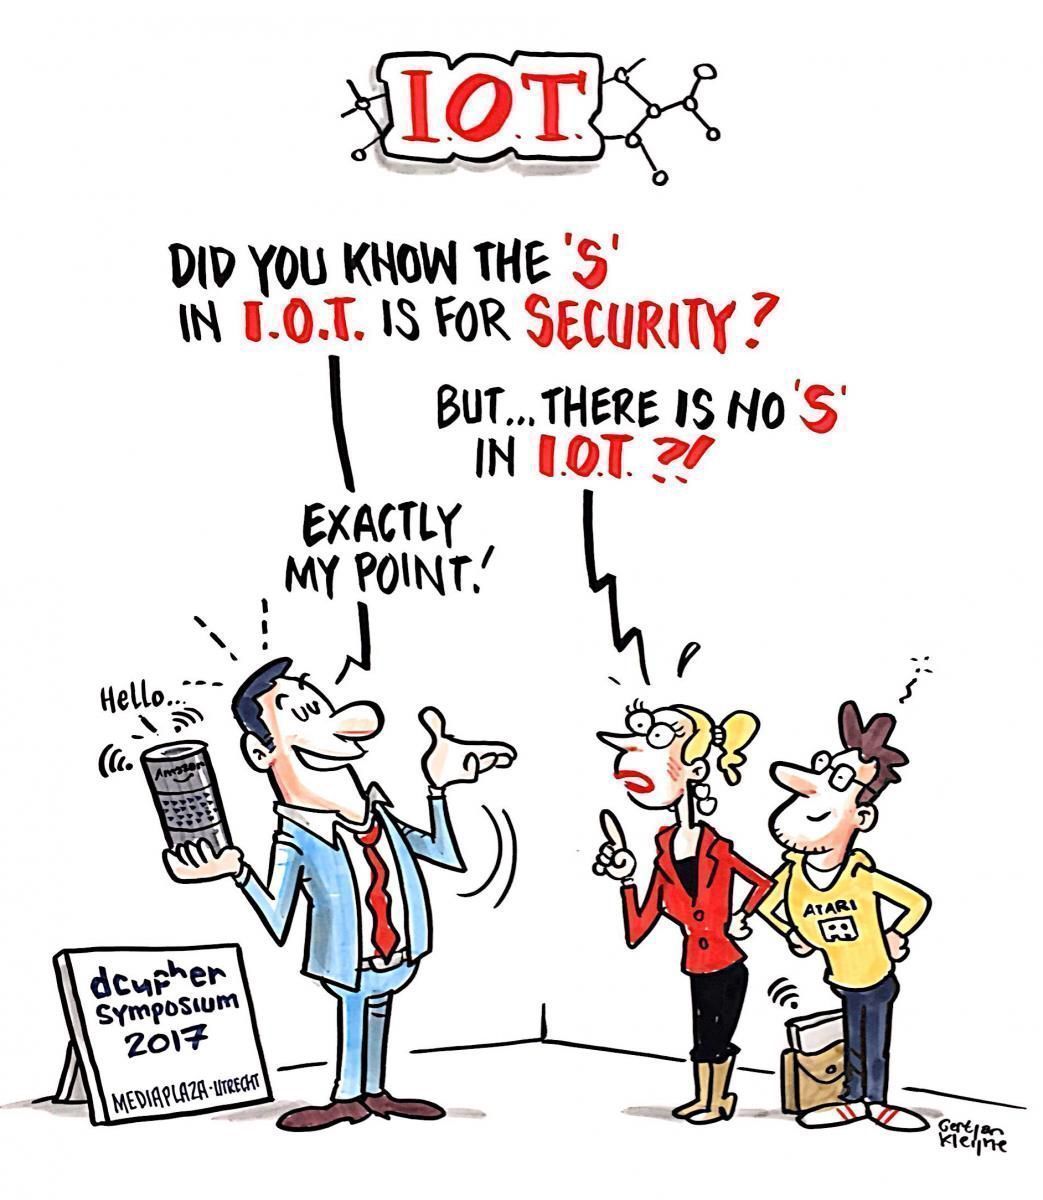 I.O.T.
DID YOU KNOW THE 'S'
IN I.O.T. IS FOR SECURITY?
BUT...THERE IS NO 'S'
IN I.O.T. ?!
EXACTLY
MY POINT!
Hello...
Amazon
ATARI
dcypher
SYMPOSIUM
2017
MEDIAPLAZA-UTRECHT
Gertjan
Kleijne